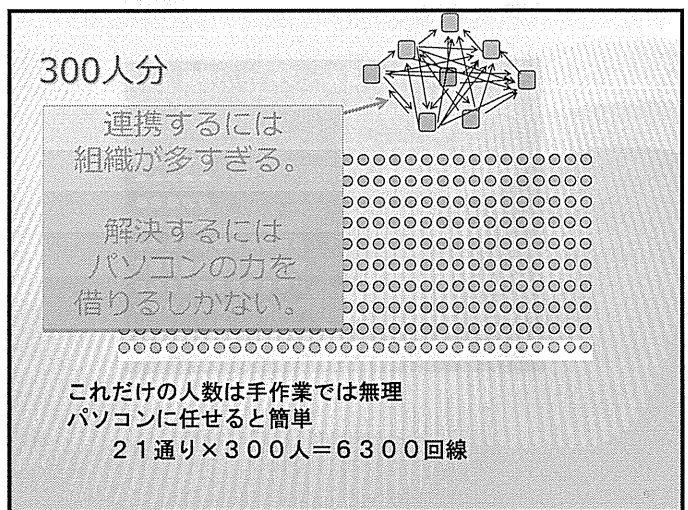 300人分
連携するには
組織が多すぎる。
解決するには
パソコンの力を
借りるしかない。
これだけの人数は手作業では無理
パソコンに任せると簡単
２１通り×３００人＝６３００回線